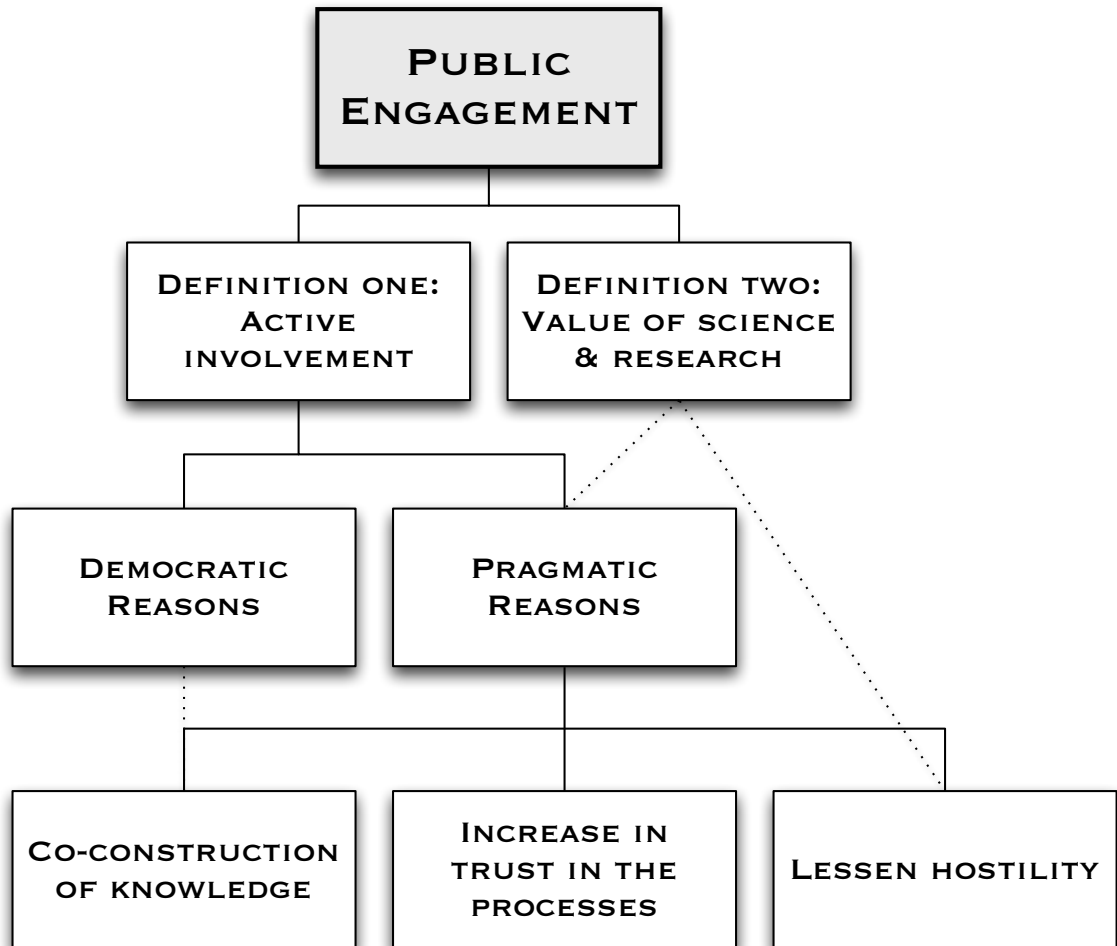 PUBLIC
ENGAGEMENT
DEFINITION ONE:
ACTIVE
INVOLVEMENT
DEFINITION TWO:
VALUE OF SCIENCE
& RESEARCH
DEMOCRATIC
REASONS
PRAGMATIC
REASONS
CO-CONSTRUCTION
OF KNOWLEDGE
INCREASE IN
TRUST IN THE
PROCESSES
LESSEN HOSTILITY